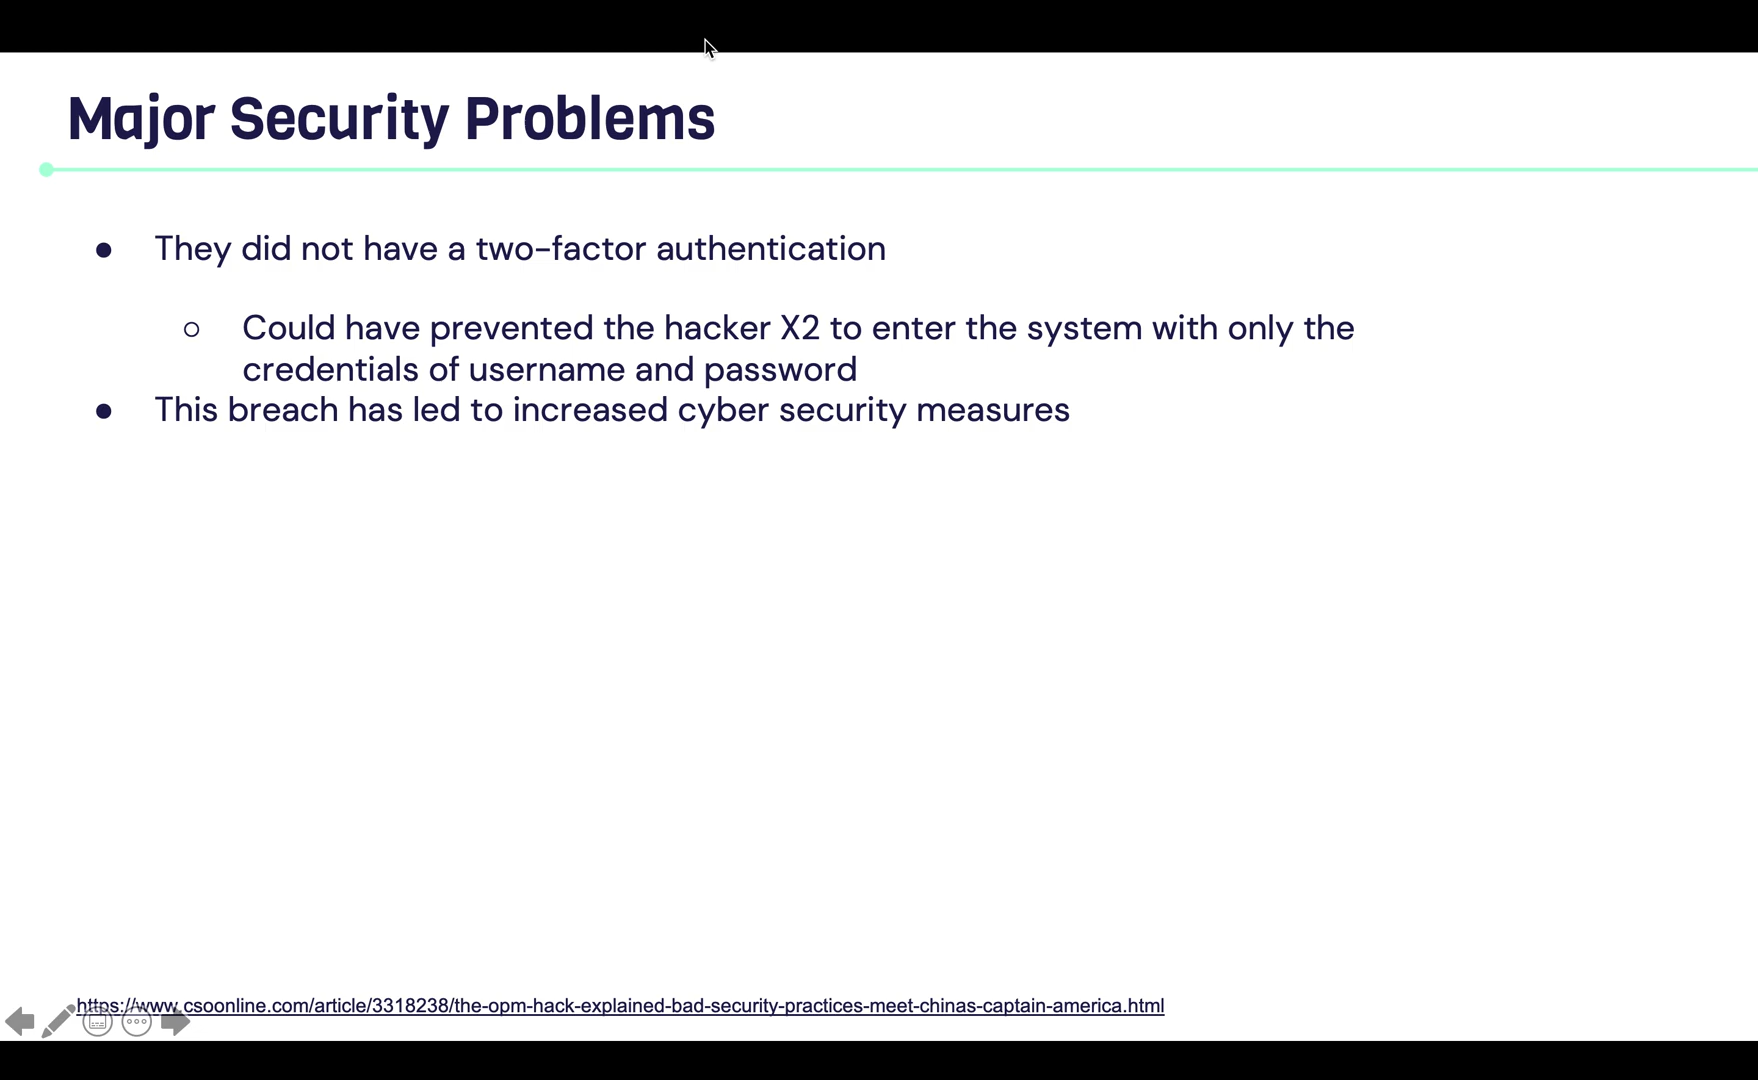 Major Security Problems
● They did not have a two-factor authentication
○ Could have prevented the hacker X2 to enter the system with only the
credentials of username and password
● This breach has led to increased cyber security measures
https://www.csoonline.com/article/3318238/the-opm-hack-explained-bad-security-practices-meet-chinas-captain-america.html